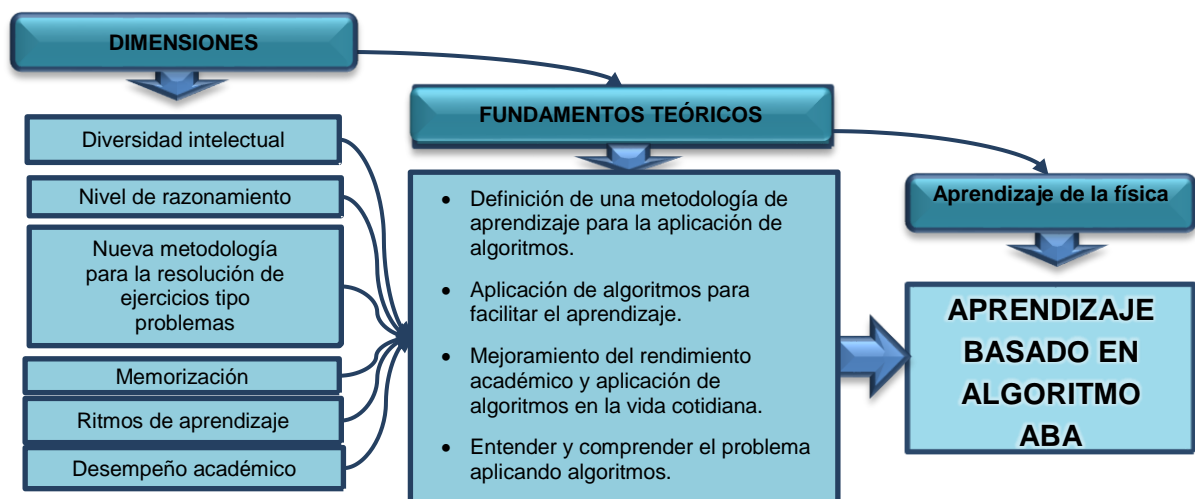 DIMENSIONES
Diversidad intelectual
Nivel de razonamiento
Nueva metodología
para la resolución de
ejercicios tipo
problemas
Memorización
Ritmos de aprendizaje
Desempeño académico
FUNDAMENTOS TEÓRICOS
• Definición de una metodología de
aprendizaje para la aplicación de
algoritmos.
• Aplicación de algoritmos para
facilitar el aprendizaje.
• Mejoramiento del rendimiento
académico y aplicación de
algoritmos en la vida cotidiana.
• Entender y comprender el problema
aplicando algoritmos.
Aprendizaje de la física
APRENDIZAJE
BASADO EN
ALGORITMO
ABA